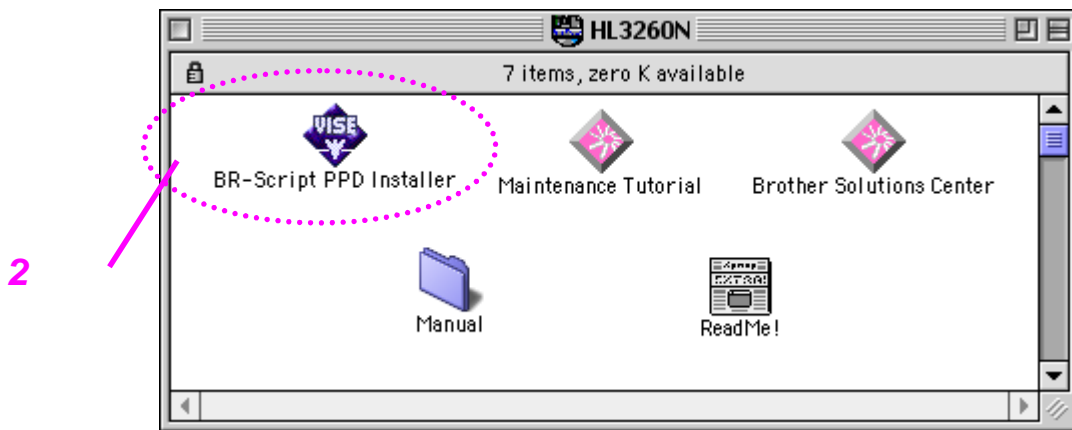 HL3260N
7 items, zero K available
VISE
BR-Script PPD Installer
Maintenance Tutorial
Brother Solutions Center
2
Manual
ReadMe!